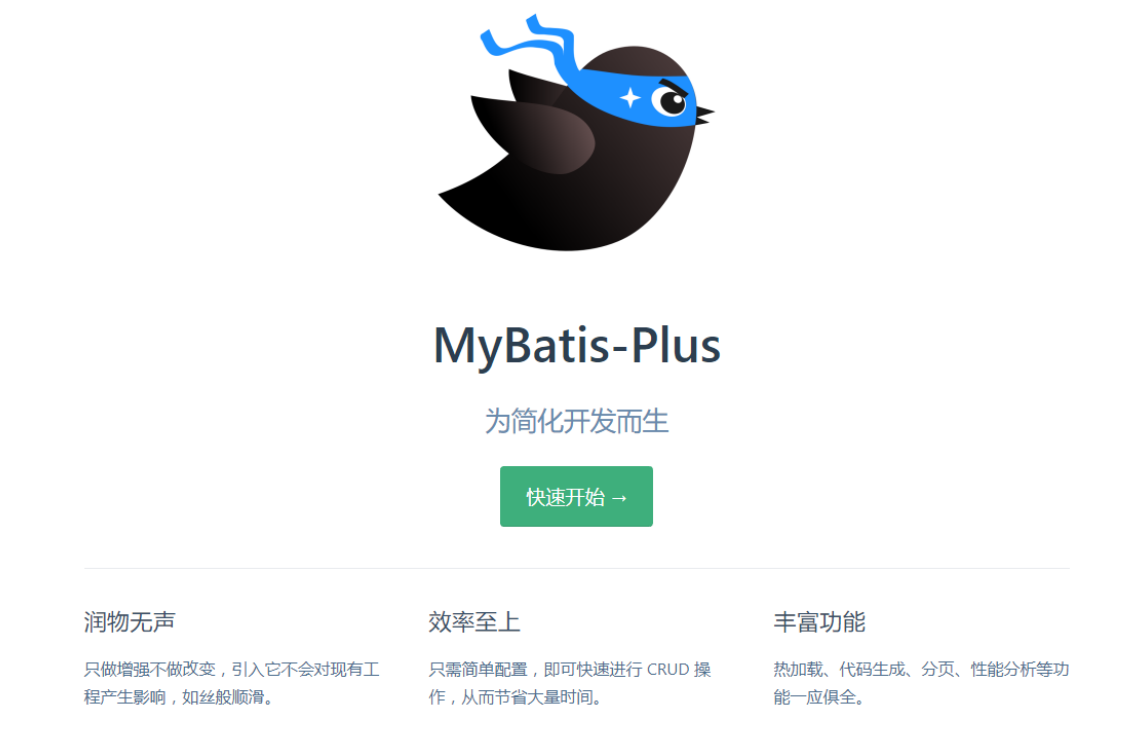 MyBatis-Plus
为简化开发而生
快速开始 →
润物无声
只做增强不做改变，引入它不会对现有工
程产生影响，如丝般顺滑。
效率至上
只需简单配置，即可快速进行 CRUD 操
作，从而节省大量时间。
丰富功能
热加载、代码生成、分页、性能分析等功
能一应俱全。